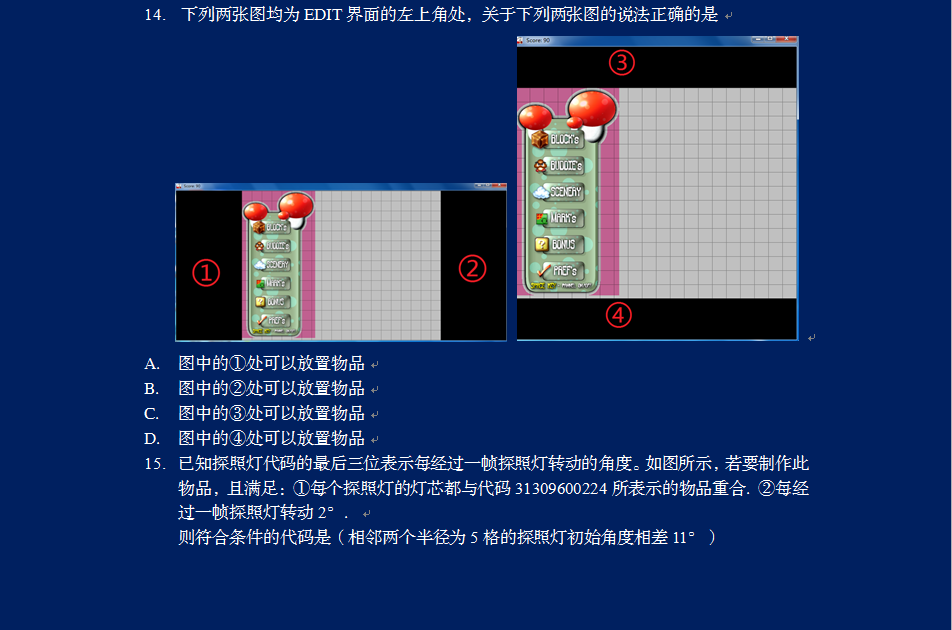 14. 下列两张图均为 EDIT 界面的左上角处，关于下列两张图的说法正确的是
Score: 90
③
BLOCK's
BUDDIE's
SCENERY
MARK's
BONUS
PREF's
④
Score: 90
①
BLOCK's
BUDDIE's
SCENERY
MARK's
BONUS
PREF's
②
A. 图中的①处可以放置物品
B. 图中的②处可以放置物品
C. 图中的③处可以放置物品
D. 图中的④处可以放置物品
15. 已知探照灯代码的最后三位表示每经过一帧探照灯转动的角度。如图所示，若要制作此
物品，且满足：①每个探照灯的灯芯都与代码 31309600224 所表示的物品重合. ②每经
过一帧探照灯转动 2° .
则符合条件的代码是（相邻两个半径为 5 格的探照灯初始角度相差 11° ）